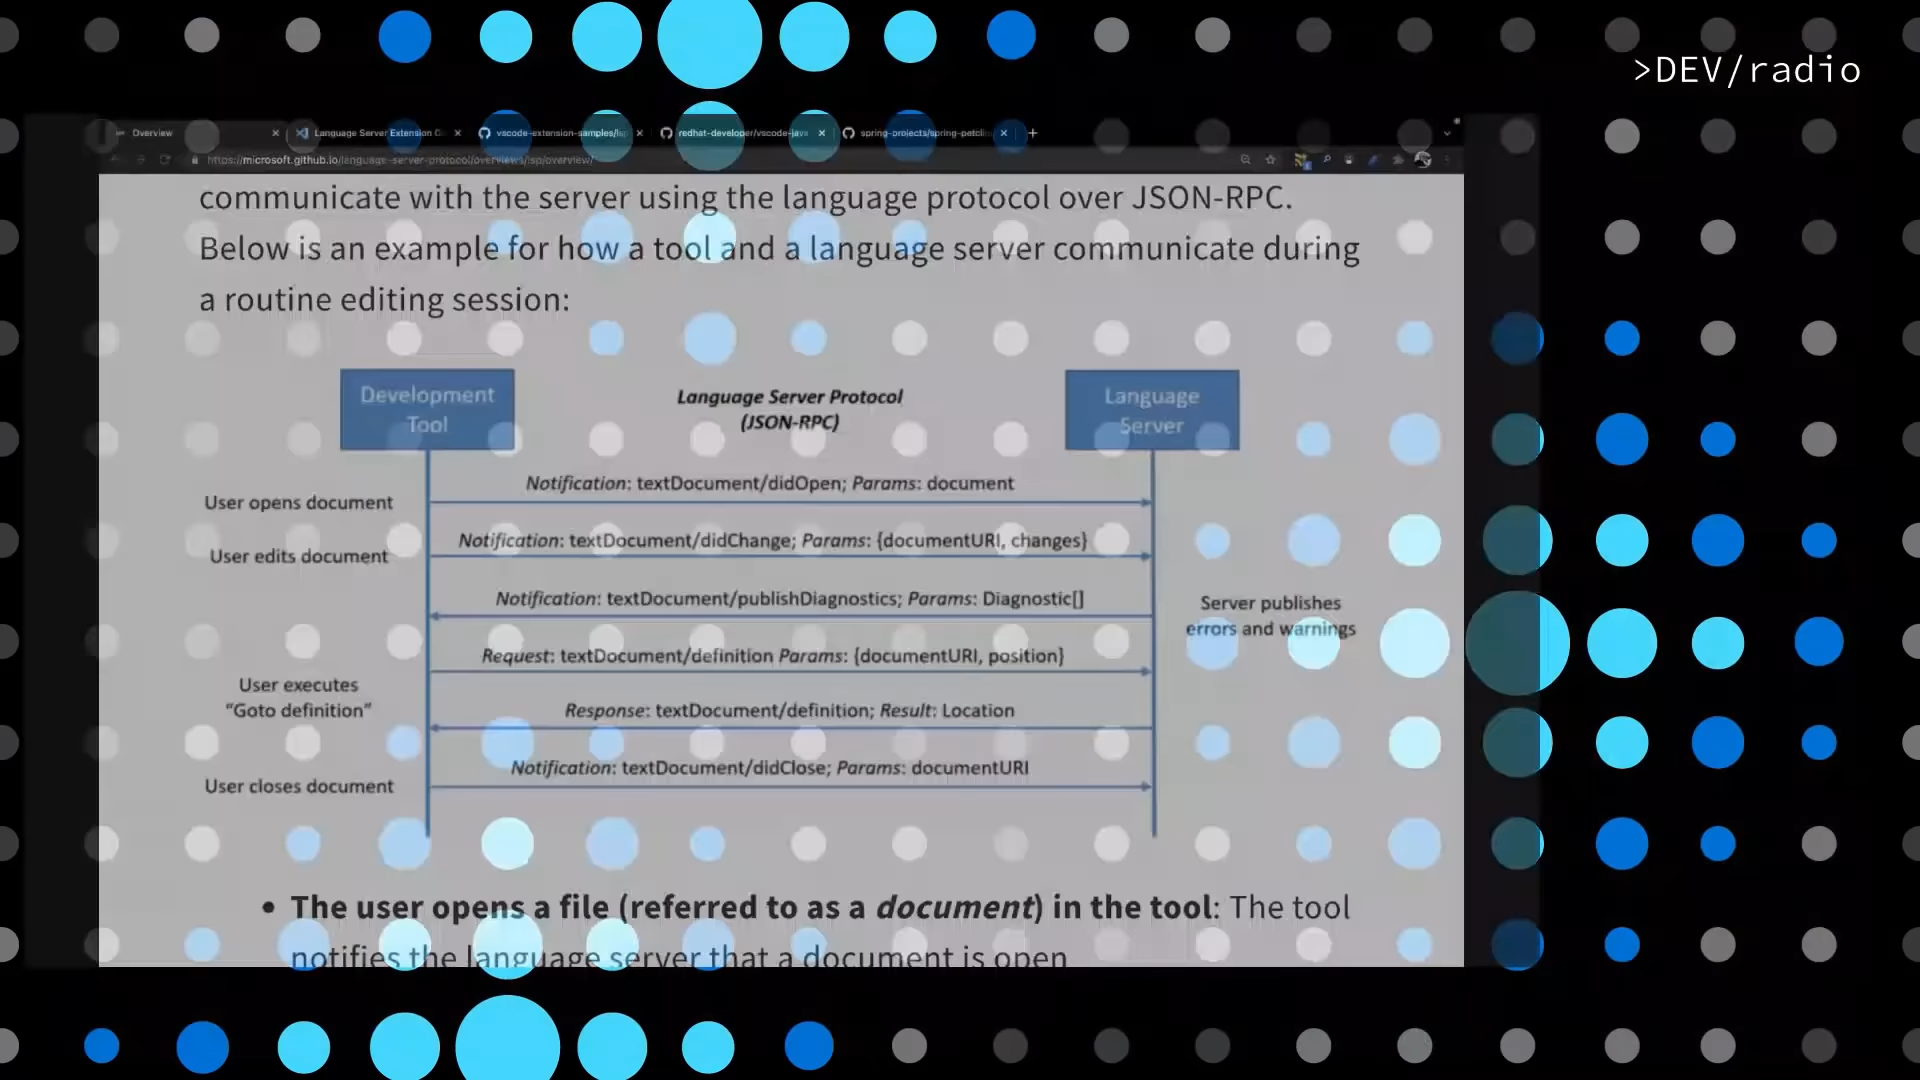 >DEV/radio
Overview
Language Server Extension G
vscode-extension-samples/lsp
redhat-developer/vscode-java
spring-projects/spring-petclin
https://microsoft.github.io/language-server-protocol/overviews/lsp/overview/
communicate with the server using the language protocol over JSON-RPC.
Below is an example for how a tool and a language server communicate during
a routine editing session:
Development
Tool
Language Server Protocol
(JSON-RPC)
Language
Server
Notification: textDocument/didOpen; Params: document
User opens document
Notification: textDocument/didChange; Params: {documentURI, changes}
User edits document
Notification: textDocument/publishDiagnostics; Params: Diagnostic[]
Server publishes
errors and warnings
Request: textDocument/definition Params: {documentURI, position}
User executes
“Goto definition”
Response: textDocument/definition; Result: Location
Notification: textDocument/didClose; Params: documentURI
User closes document
• The user opens a file (referred to as a document) in the tool: The tool
notifies the language server that a document is open